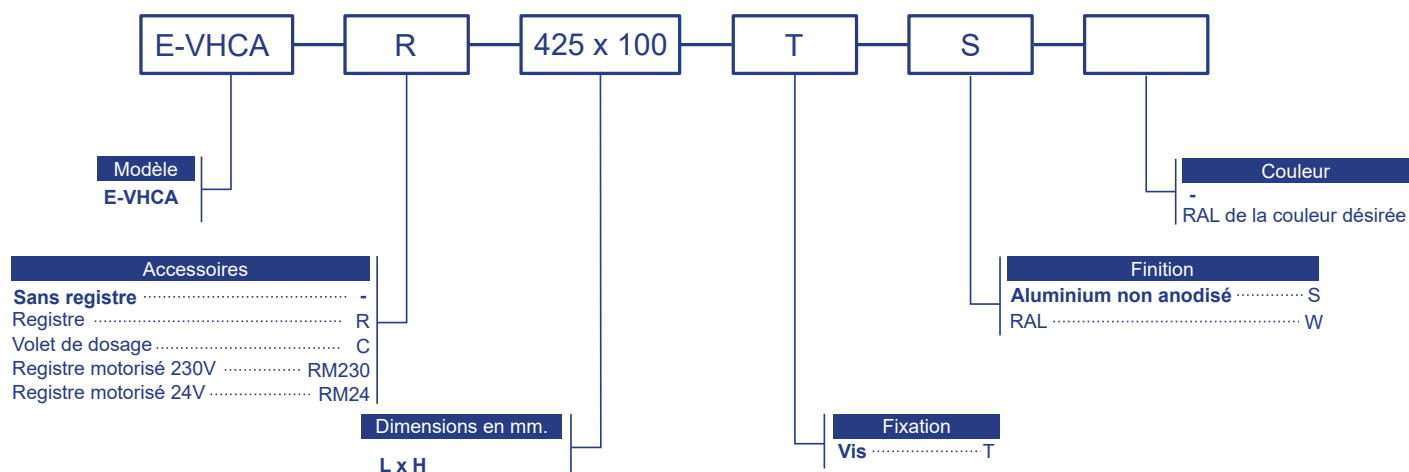 E-VHCA R 425 x 100 T S
Modèle
E-VHCA
Couleur
-
RAL de la couleur désirée
Accessoires
Sans registre -
Registre R
Volet de dosage C
Registre motorisé 230V RM230
Registre motorisé 24V RM24
Finition
Aluminium non anodisé S
RAL W
Dimensions en mm.
L x H
Fixation
Vis T